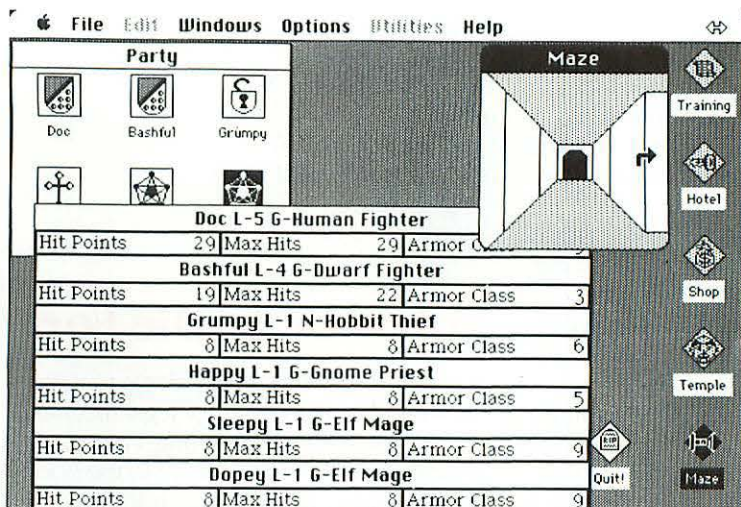 File Edit Windows Options Utilities Help
Party
Doc Bashful Grumpy
Maze
Training
Hotel
Shop
Temple
Doc L-5 G-Human Fighter
Hit Points 29 Max Hits 29 Armor
Bashful L-4 G-Dwarf Fighter
Hit Points 19 Max Hits 22 Armor Class 3
Grumpy L-1 N-Hobbit Thief
Hit Points 8 Max Hits 8 Armor Class 6
Happy L-1 G-Gnome Priest
Hit Points 8 Max Hits 8 Armor Class 5
Sleepy L-1 G-Elf Mage
Hit Points 8 Max Hits 8 Armor Class 9
Dopey L-1 G-Elf Mage
Hit Points 8 Max Hits 8 Armor Class 9
RIP
Quit!
Maze